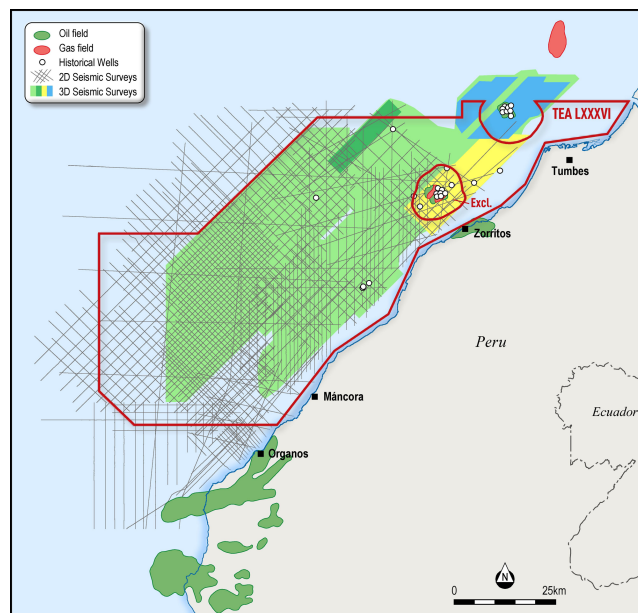 Oil field
Gas field
Historical Wells
2D Seismic Surveys
3D Seismic Surveys
TEA LXXXVI
Tumbes
Excl.
Zorritos
Peru
Máncora
Ecuador
Organos
N
0
25km